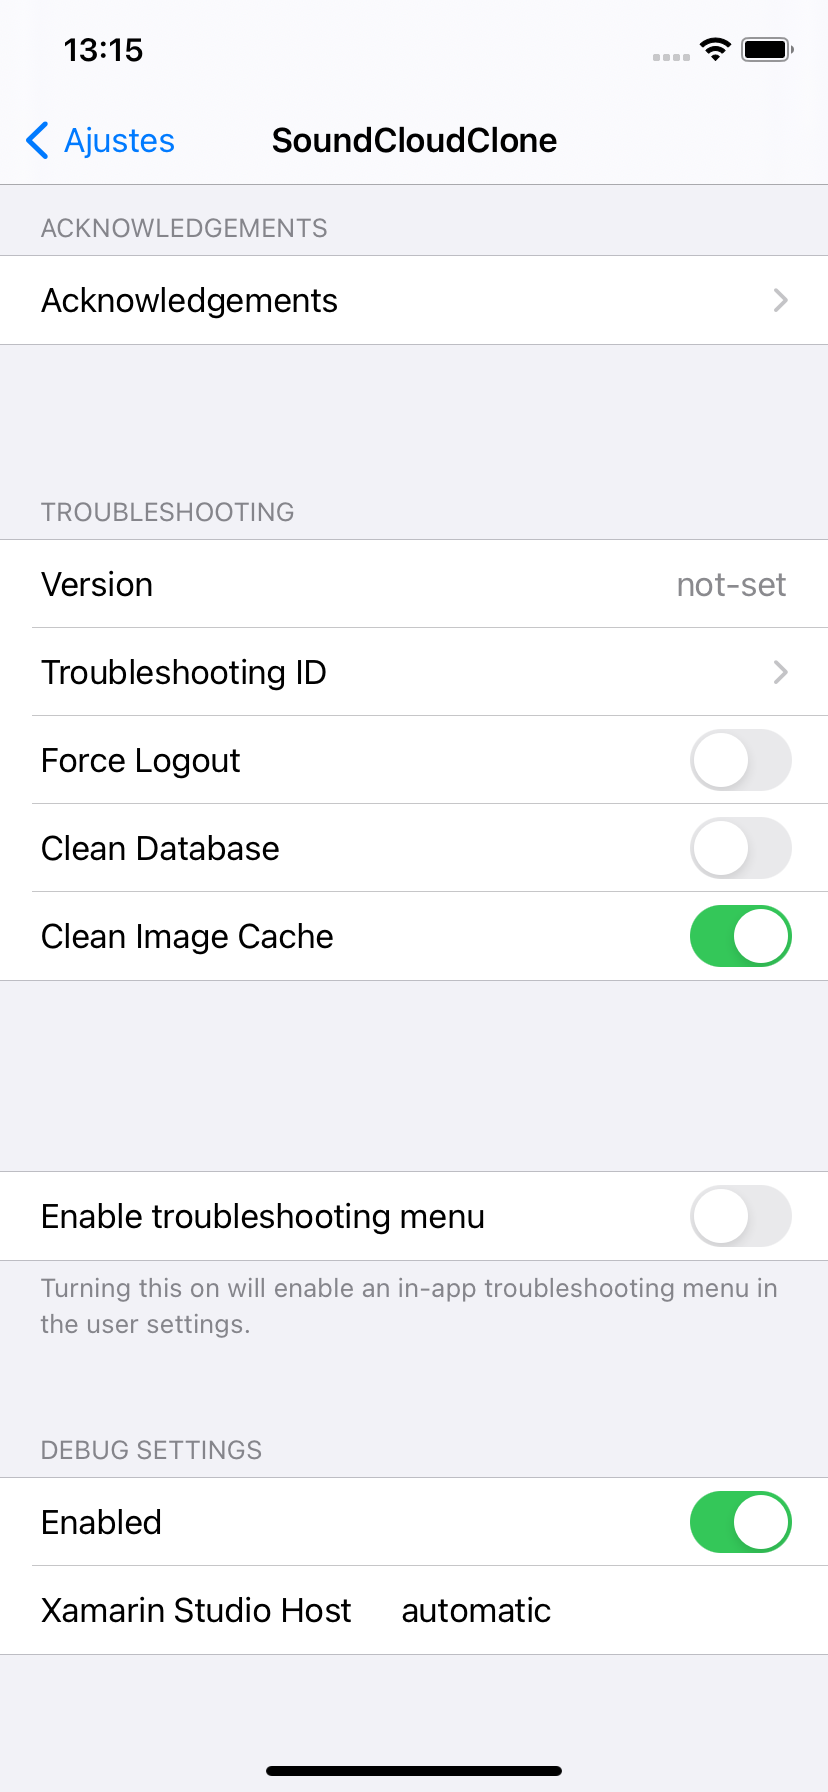 13:15
Ajustes
SoundCloudClone
ACKNOWLEDGEMENTS
Acknowledgements
TROUBLESHOOTING
Version not-set
Troubleshooting ID
Force Logout
Clean Database
Clean Image Cache
Enable troubleshooting menu
Turning this on will enable an in-app troubleshooting menu in
the user settings.
DEBUG SETTINGS
Enabled
Xamarin Studio Host automatic